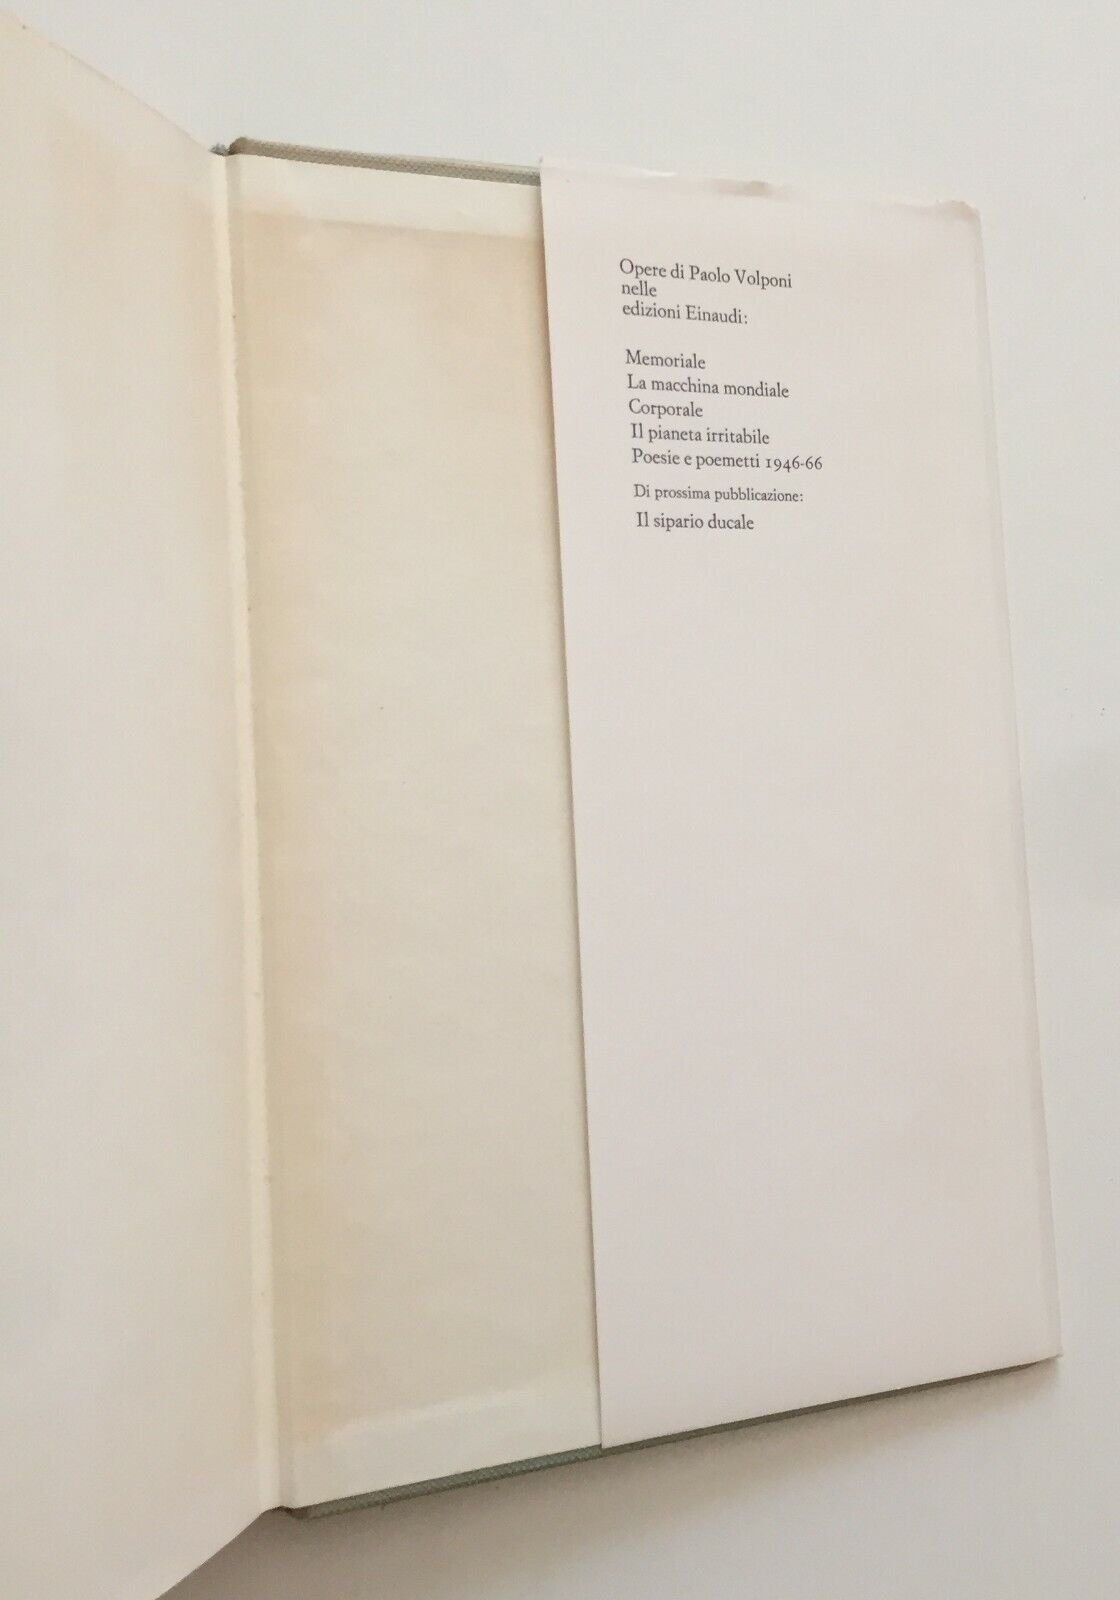 Opere di Paolo Volponi
nelle
edizioni Einaudi:
Memoriale
La macchina mondiale
Corporale
Il pianeta irritabile
Poesie e poemetti 1946-66
Di prossima pubblicazione:
Il sipario ducale